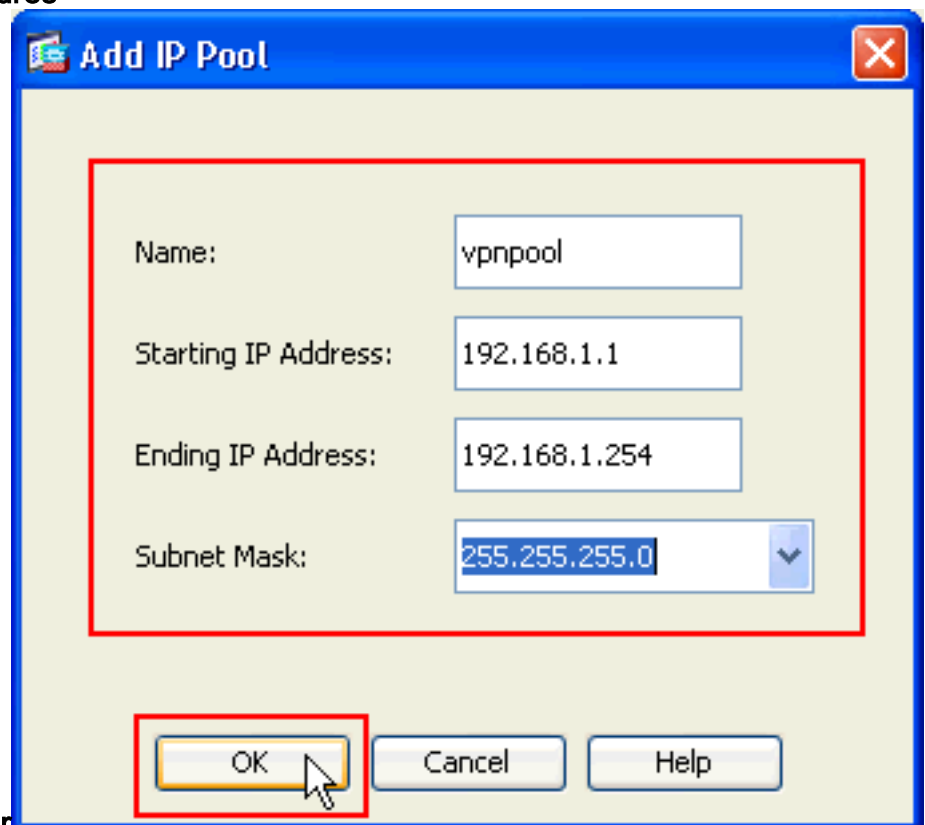 Add IP Pool
Name: vpnpool
Starting IP Address: 192.168.1.1
Ending IP Address: 192.168.1.254
Subnet Mask: 255.255.255.0
OK Cancel Help